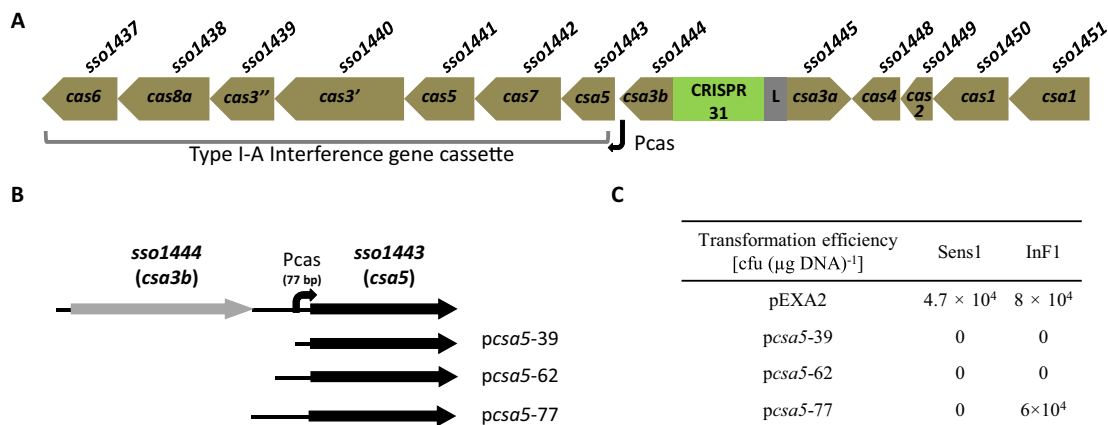 A
sso1437 sso1438 sso1439 sso1440 sso1441 sso1442 sso1443 sso1444 sso1445 sso1448 sso1449 sso1450 sso1451
cas6 cas8a cas3'' cas3' cas5 cas7 cas5 csa3b CRISPR 31 L csa3a cas4 cas 2 cas1 csa1
Type I-A Interference gene cassette
Pcas
B
sso1444
(csa3b)
Pcas
(77 bp)
sso1443
(csa5)
pcsa5-39
pcsa5-62
pcsa5-77
C
Transformation efficiency
[cfu (μg DNA)⁻¹]
Sens1 InF1
pEXA2 4.7 × 10⁴ 8 × 10⁴
pcsa5-39 0 0
pcsa5-62 0 0
pcsa5-77 0 6×10⁴